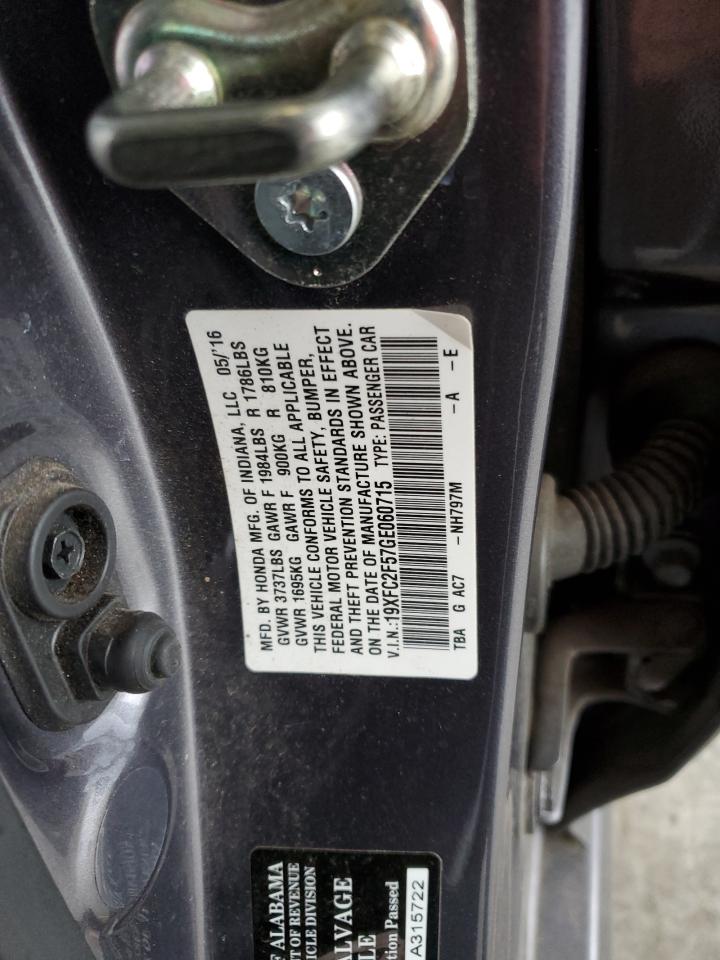 MFD. BY HONDA MFG. OF INDIANA, LLC 05/'16
GVWR 3737LBS GAWR F 1984LBS R 1786LBS
GVWR 1695KG GAWR F 900KG R 810KG
THIS VEHICLE CONFORMS TO ALL APPLICABLE
FEDERAL MOTOR VEHICLE SAFETY, BUMPER,
AND THEFT PREVENTION STANDARDS IN EFFECT
ON THE DATE OF MANUFACTURE SHOWN ABOVE.
V.I.N.:19XFC2F57GE060715 TYPE: PASSENGER CAR
TBA G AC7 -NH797M -A -E
F ALABAMA
T OF REVENUE
HICLE DIVISION
ALVAGE
LE
tion Passed
A315722